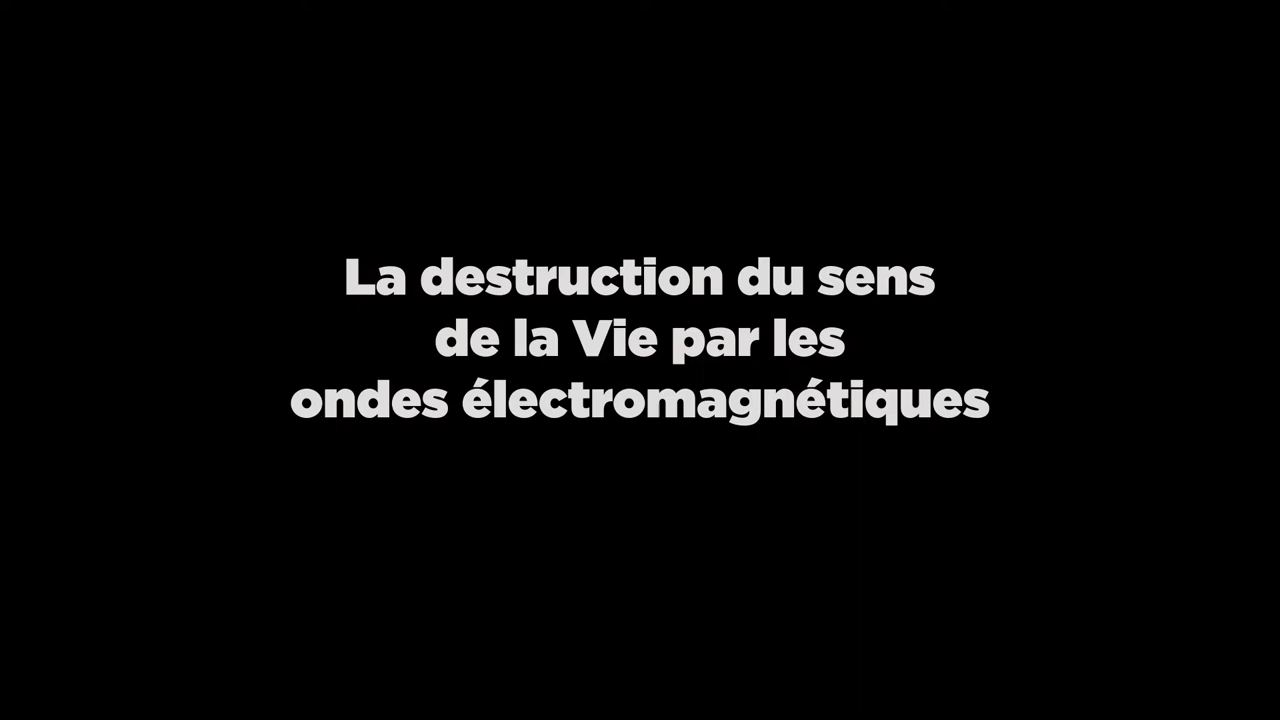 La destruction du sens
de la Vie par les
ondes électromagnétiques